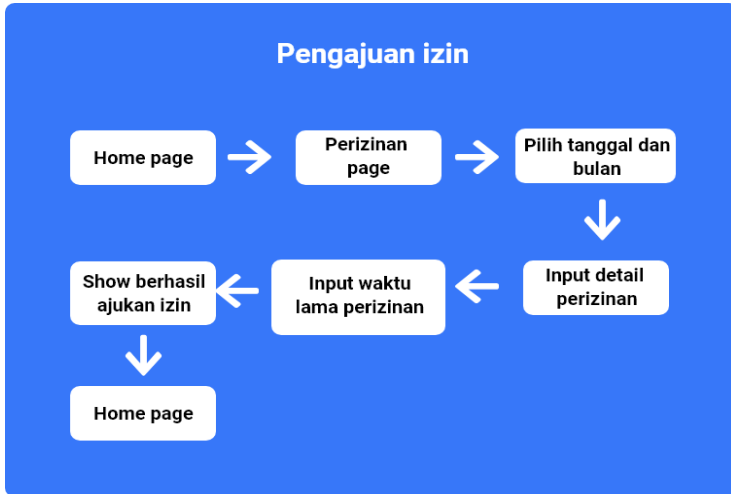 Pengajuan izin
Home page
Perizinan
page
Pilih tanggal dan
bulan
Input detail
perizinan
Input waktu
lama perizinan
Show berhasil
ajukan izin
Home page